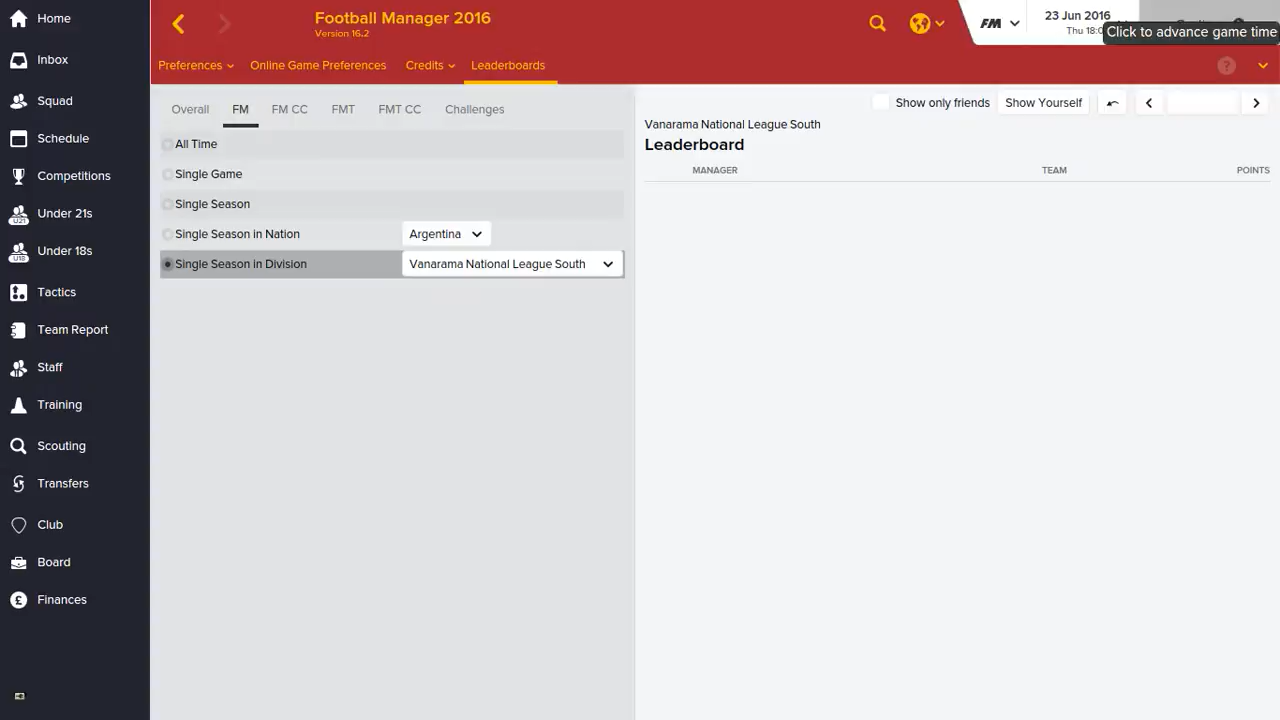 Home
Inbox
Squad
Schedule
Competitions
Under 21s
Under 18s
Tactics
Team Report
Staff
Training
Scouting
Transfers
Club
Board
Finances
Football Manager 2016
Version 16.2
FM
23 Jun 2016
Thu 18:0
Click to advance game time
Preferences
Online Game Preferences
Credits
Leaderboards
Overall
FM
FM CC
FMT
FMT CC
Challenges
All Time
Single Game
Single Season
Single Season in Nation
Argentina
Single Season in Division
Vanarama National League South
Show only friends
Show Yourself
Vanarama National League South
Leaderboard
MANAGER TEAM POINTS